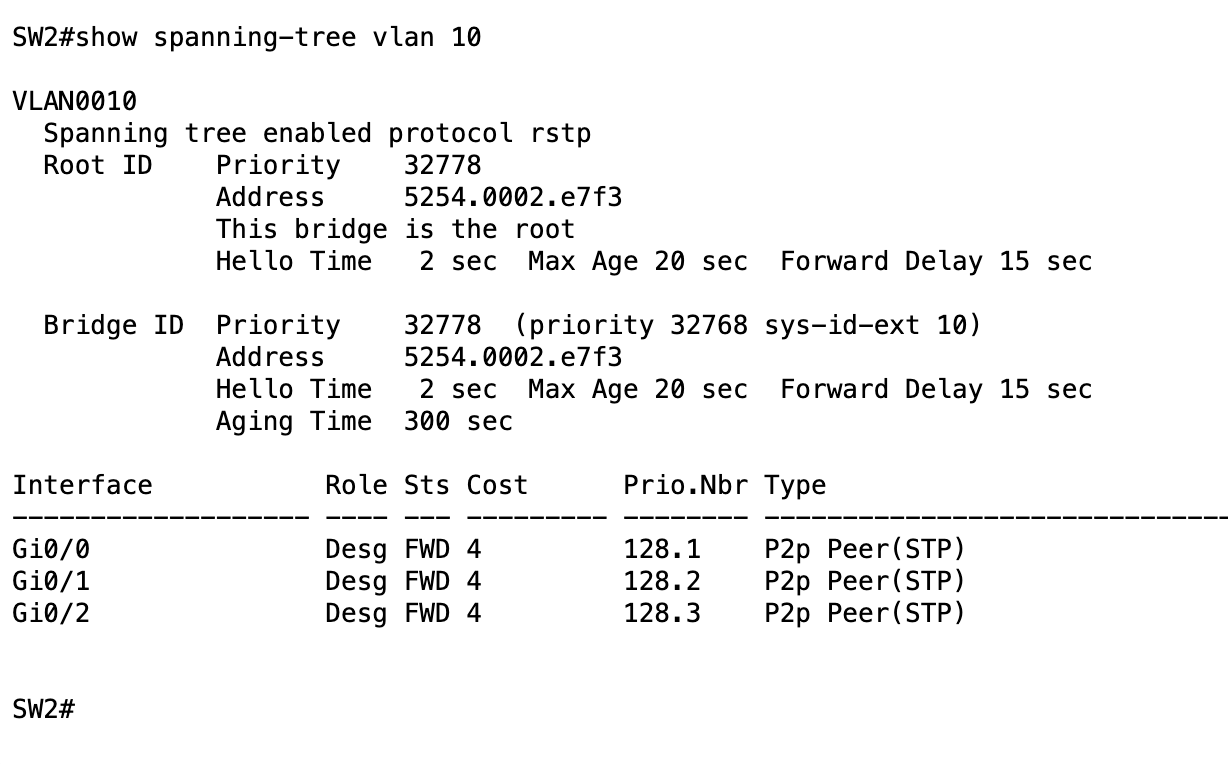 SW2#show spanning-tree vlan 10
VLAN0010
  Spanning tree enabled protocol rstp
  Root ID    Priority    32778
             Address     5254.0002.e7f3
             This bridge is the root
             Hello Time   2 sec  Max Age 20 sec  Forward Delay 15 sec
  Bridge ID  Priority    32778  (priority 32768 sys-id-ext 10)
             Address     5254.0002.e7f3
             Hello Time   2 sec  Max Age 20 sec  Forward Delay 15 sec
             Aging Time  300 sec
Interface           Role Sts Cost      Prio.Nbr Type
------------------- ---- --- --------- -------- ------------------------------
Gi0/0               Desg FWD 4         128.1    P2p Peer(STP)
Gi0/1               Desg FWD 4         128.2    P2p Peer(STP)
Gi0/2               Desg FWD 4         128.3    P2p Peer(STP)
SW2#